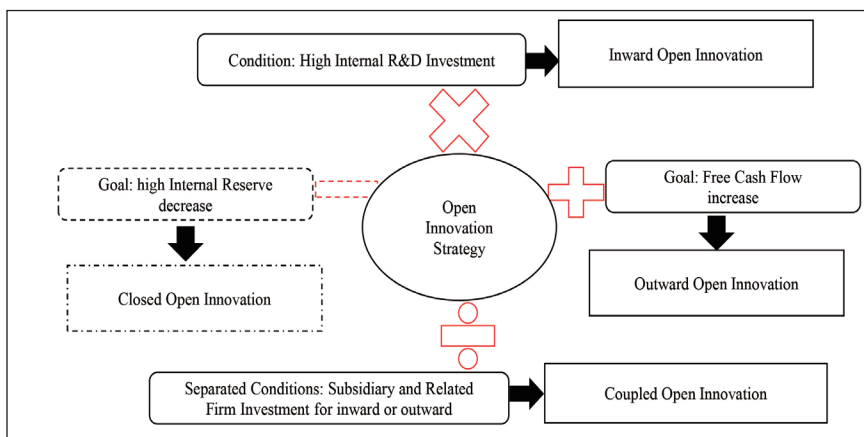 Condition: High Internal R&D Investment
Inward Open Innovation
Goal: high Internal Reserve
decrease
Open
Innovation
Strategy
Goal: Free Cash Flow
increase
Closed Open Innovation
Outward Open Innovation
Separated Conditions: Subsidiary and Related
Firm Investment for inward or outward
Coupled Open Innovation